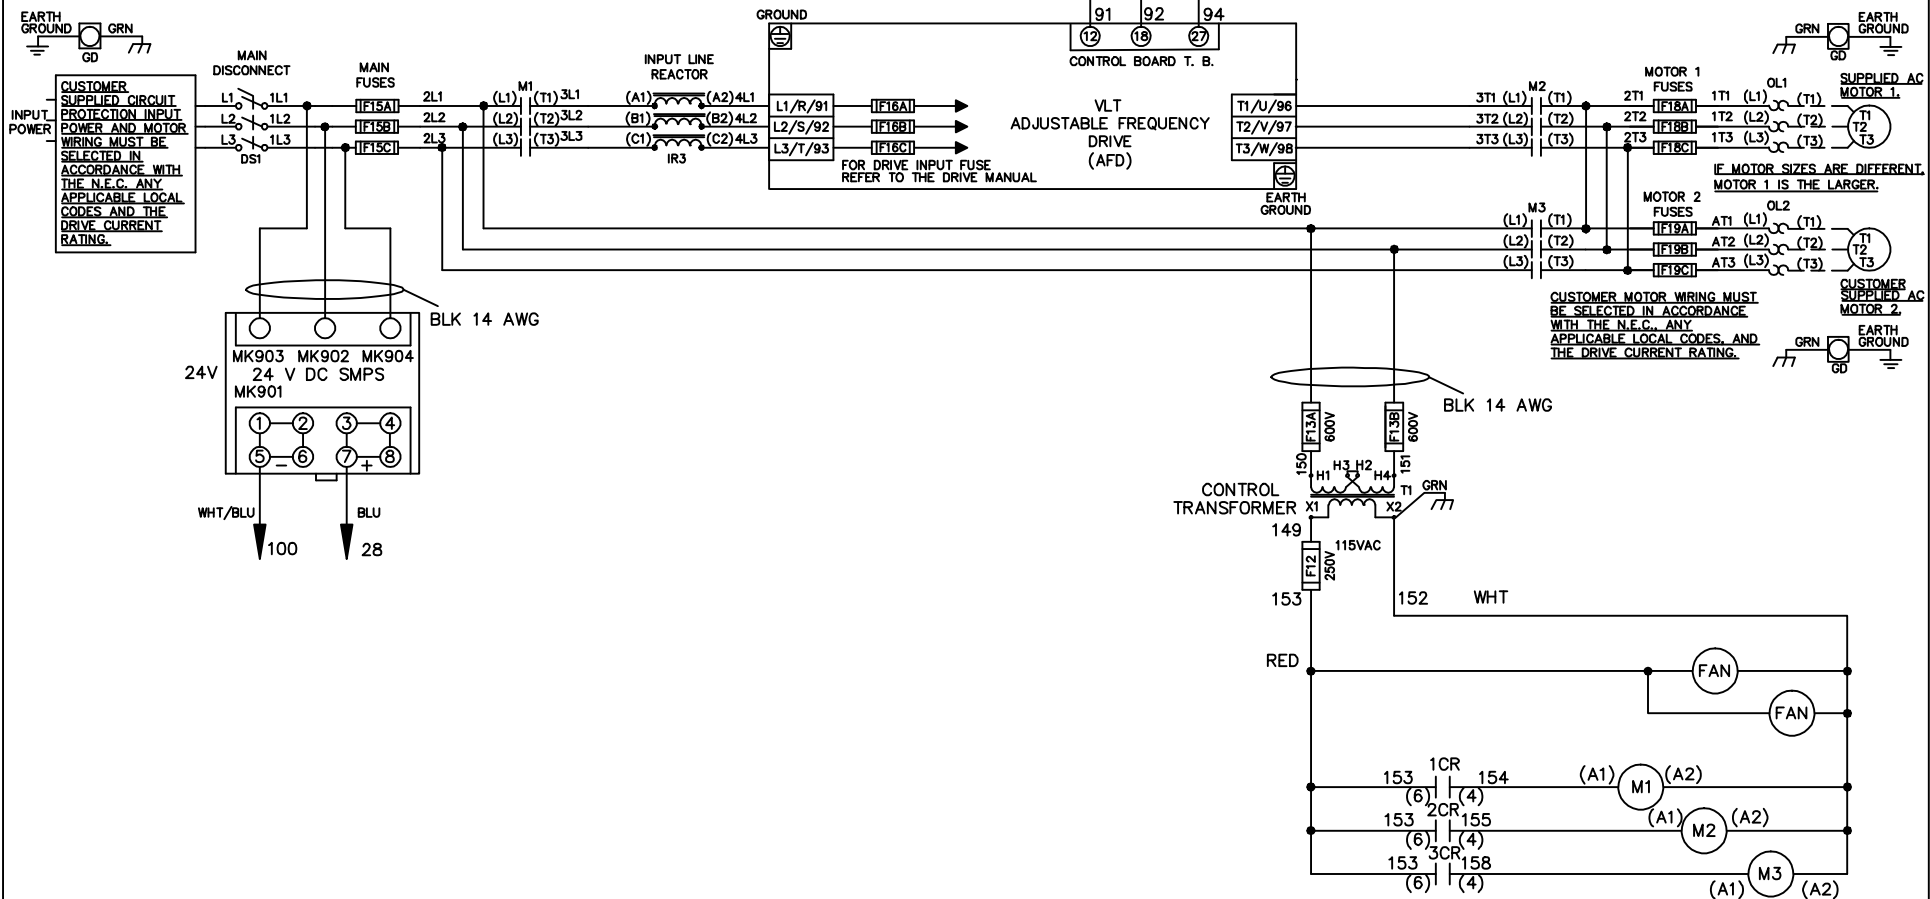 EARTH
GROUND
GRN
GD
CUSTOMER
SUPPLIED CIRCUIT
PROTECTION INPUT
POWER AND MOTOR
WIRING MUST BE
SELECTED IN
ACCORDANCE WITH
THE N.E.C. ANY
APPLICABLE LOCAL
CODES AND THE
DRIVE CURRENT
RATING.
INPUT
POWER
MAIN
DISCONNECT
L1 1L1
L2 1L2
L3 1L3
DS1
MAIN
FUSES
F15A
F15B
F15C
2L1
2L2
2L3
M1
(L1) (T1) 3L1
(L2) (T2) 3L2
(L3) (T3) 3L3
INPUT LINE
REACTOR
(A1) (A2) 4L1
(B1) (B2) 4L2
(C1) (C2) 4L3
IR3
GROUND
L1/R/91
L2/S/92
L3/T/93
F16A
F16B
F16C
FOR DRIVE INPUT FUSE
REFER TO THE DRIVE MANUAL
91 92 94
12 18 27
CONTROL BOARD T. B.
VLT
ADJUSTABLE FREQUENCY
DRIVE
(AFD)
T1/U/96
T2/V/97
T3/W/98
EARTH
GROUND
M2
3T1 (L1) (T1)
3T2 (L2) (T2)
3T3 (L3) (T3)
MOTOR 1
FUSES
2T1 F18A 1T1 (L1)
2T2 F18B 1T2 (L2)
2T3 F18C 1T3 (L3)
OL1
(T1)
(T2)
(T3)
T1
T2
T3
GRN
GD
EARTH
GROUND
SUPPLIED AC
MOTOR 1.
IF MOTOR SIZES ARE DIFFERENT,
MOTOR 1 IS THE LARGER.
M3
(L1) (T1)
(L2) (T2)
(L3) (T3)
MOTOR 2
FUSES
F19A AT1 (L1)
F19B AT2 (L2)
F19C AT3 (L3)
OL2
(T1)
(T2)
(T3)
T1
T2
T3
CUSTOMER
SUPPLIED AC
MOTOR 2.
CUSTOMER MOTOR WIRING MUST
BE SELECTED IN ACCORDANCE
WITH THE N.E.C., ANY
APPLICABLE LOCAL CODES, AND
THE DRIVE CURRENT RATING.
GRN
GD
EARTH
GROUND
BLK 14 AWG
MK903 MK902 MK904
24V
24 V DC SMPS
MK901
1 2 3 4
5 - 6 7 + 8
WHT/BLU
BLU
100
28
BLK 14 AWG
F13A
600V
F13B
600V
150
151
H1 H3 H2 H4
T1
GRN
CONTROL
TRANSFORMER
X1 X2
149
115VAC
F12
250V
153
152
WHT
RED
FAN
FAN
1CR
153 154
(6) (4)
(A1) M1 (A2)
2CR
153 155
(6) (4)
(A1) M2 (A2)
3CR
153 158
(6) (4)
(A1) M3 (A2)